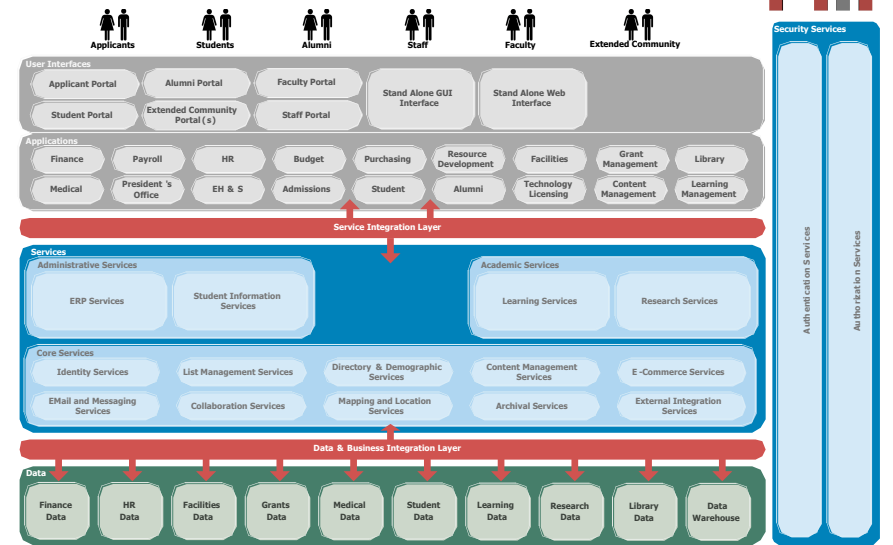 Applicants
Students
Alumni
Staff
Faculty
Extended Community
User Interfaces
Applicant Portal
Alumni Portal
Faculty Portal
Stand Alone GUI
Interface
Stand Alone Web
Interface
Student Portal
Extended Community
Portal(s)
Staff Portal
Applications
Finance
Payroll
HR
Budget
Purchasing
Resource
Development
Facilities
Grant
Management
Library
Medical
President 's
Office
EH & S
Admissions
Student
Alumni
Technology
Licensing
Content
Management
Learning
Management
Service Integration Layer
Services
Administrative Services
ERP Services
Student Information
Services
Academic Services
Learning Services
Research Services
Core Services
Identity Services
List Management Services
Directory & Demographic
Services
Content Management
Services
E -Commerce Services
EMail and Messaging
Services
Collaboration Services
Mapping and Location
Services
Archival Services
External Integration
Services
Data & Business Integration Layer
Data
Finance
Data
HR
Data
Facilities
Data
Grants
Data
Medical
Data
Student
Data
Learning
Data
Research
Data
Library
Data
Data
Warehouse
Security Services
Authentication Services
Authorization Services